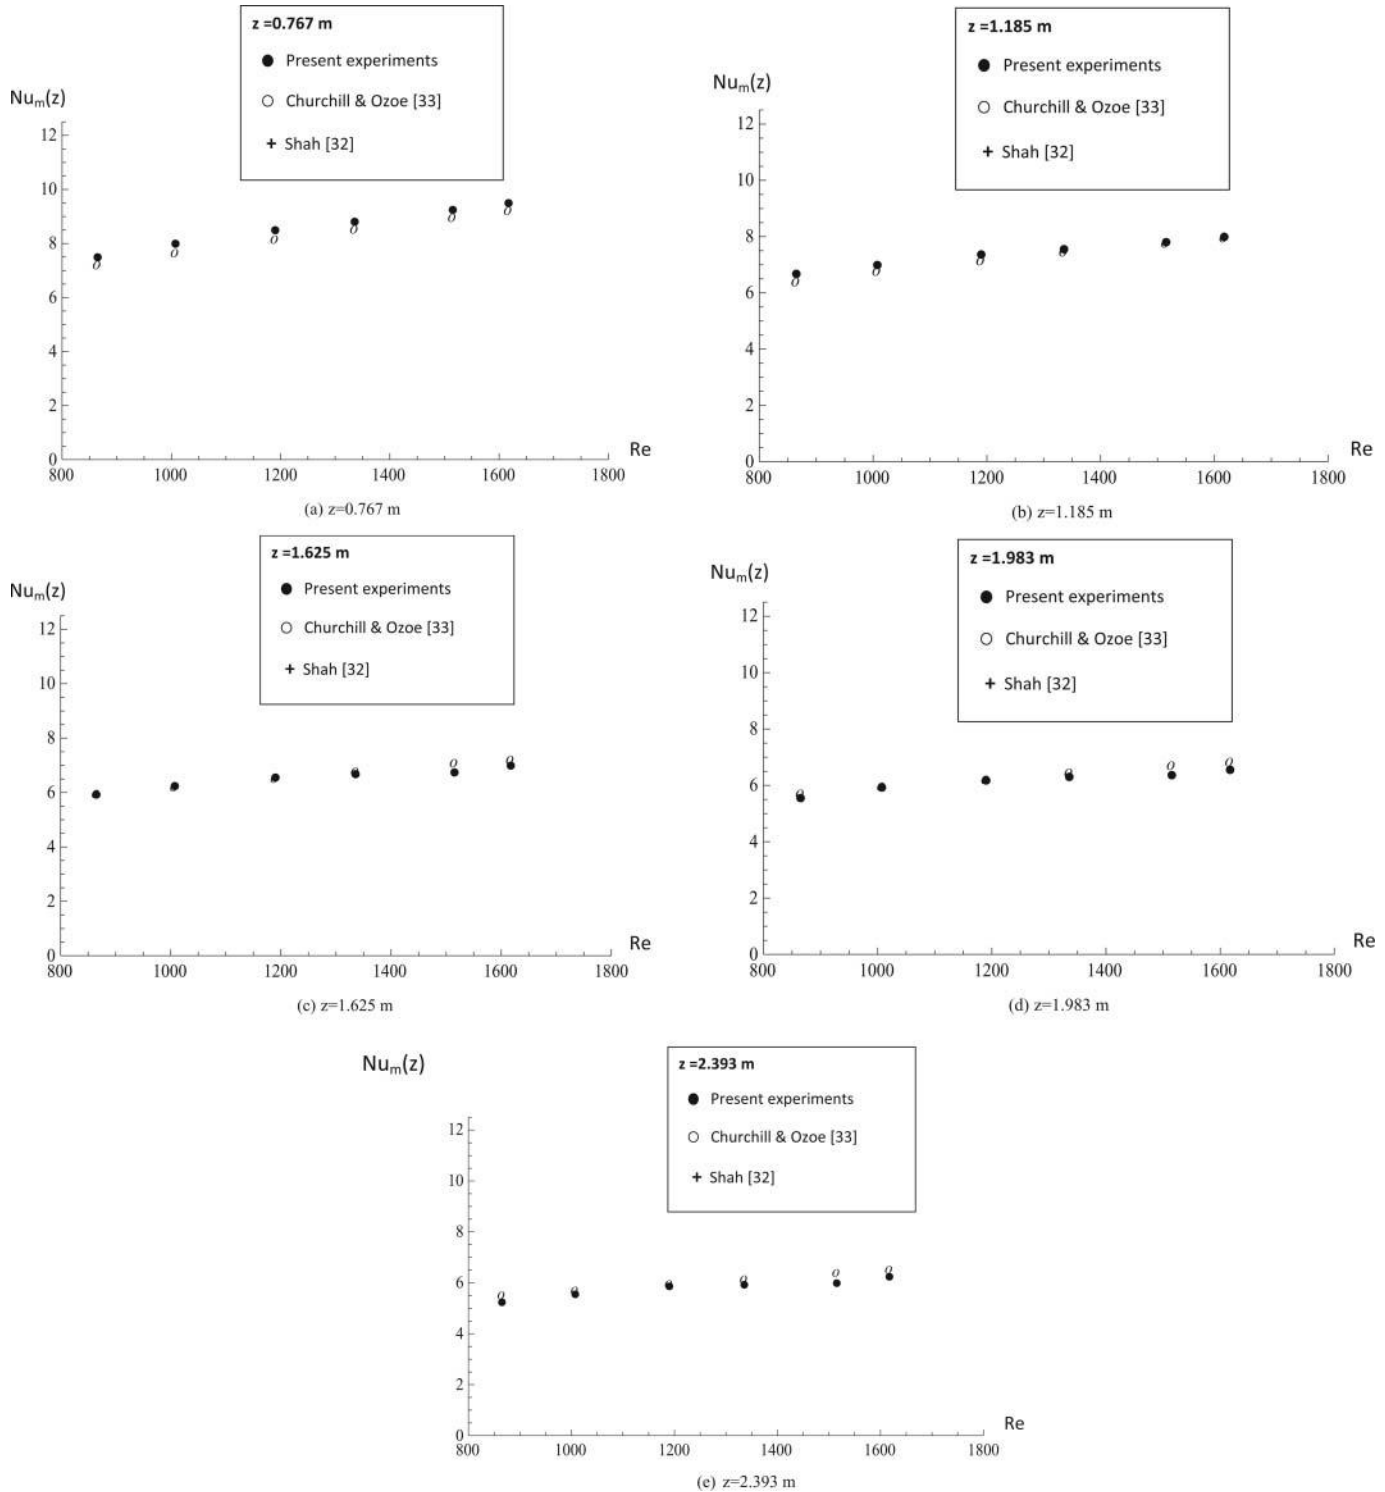 z =0.767 m
● Present experiments
○ Churchill & Ozoe [33]
+ Shah [32]
Nuₘ(z)
12
10
8
6
4
2
0
800 1000 1200 1400 1600 1800
Re
(a) z=0.767 m
z =1.185 m
● Present experiments
○ Churchill & Ozoe [33]
+ Shah [32]
Nuₘ(z)
12
10
8
6
4
2
0
800 1000 1200 1400 1600 1800
Re
(b) z=1.185 m
z =1.625 m
● Present experiments
○ Churchill & Ozoe [33]
+ Shah [32]
Nuₘ(z)
12
10
8
6
4
2
0
800 1000 1200 1400 1600 1800
Re
(c) z=1.625 m
z =1.983 m
● Present experiments
○ Churchill & Ozoe [33]
+ Shah [32]
Nuₘ(z)
12
10
8
6
4
2
0
800 1000 1200 1400 1600 1800
Re
(d) z=1.983 m
z =2.393 m
● Present experiments
○ Churchill & Ozoe [33]
+ Shah [32]
Nuₘ(z)
12
10
8
6
4
2
0
800 1000 1200 1400 1600 1800
Re
(e) z=2.393 m